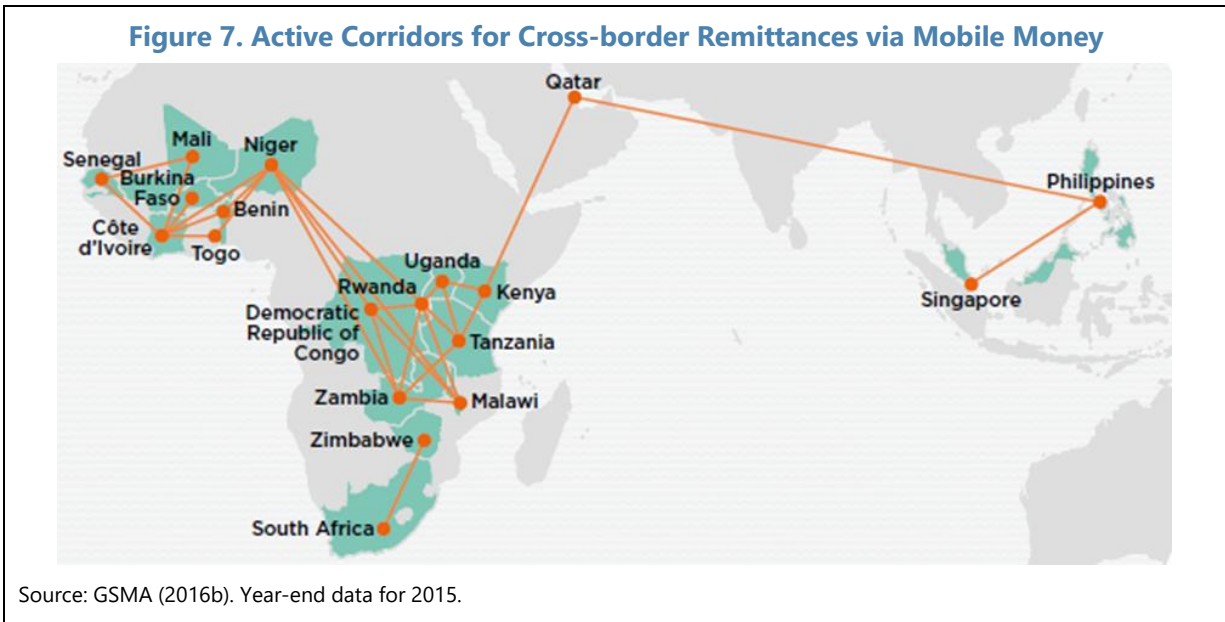 Figure 7. Active Corridors for Cross-border Remittances via Mobile Money
Qatar
Mali
Niger
Senegal
Burkina
Faso
Benin
Côte
d'Ivoire
Togo
Philippines
Uganda
Rwanda
Kenya
Singapore
Democratic
Republic of
Congo
Tanzania
Zambia
Malawi
Zimbabwe
South Africa
Source: GSMA (2016b). Year-end data for 2015.